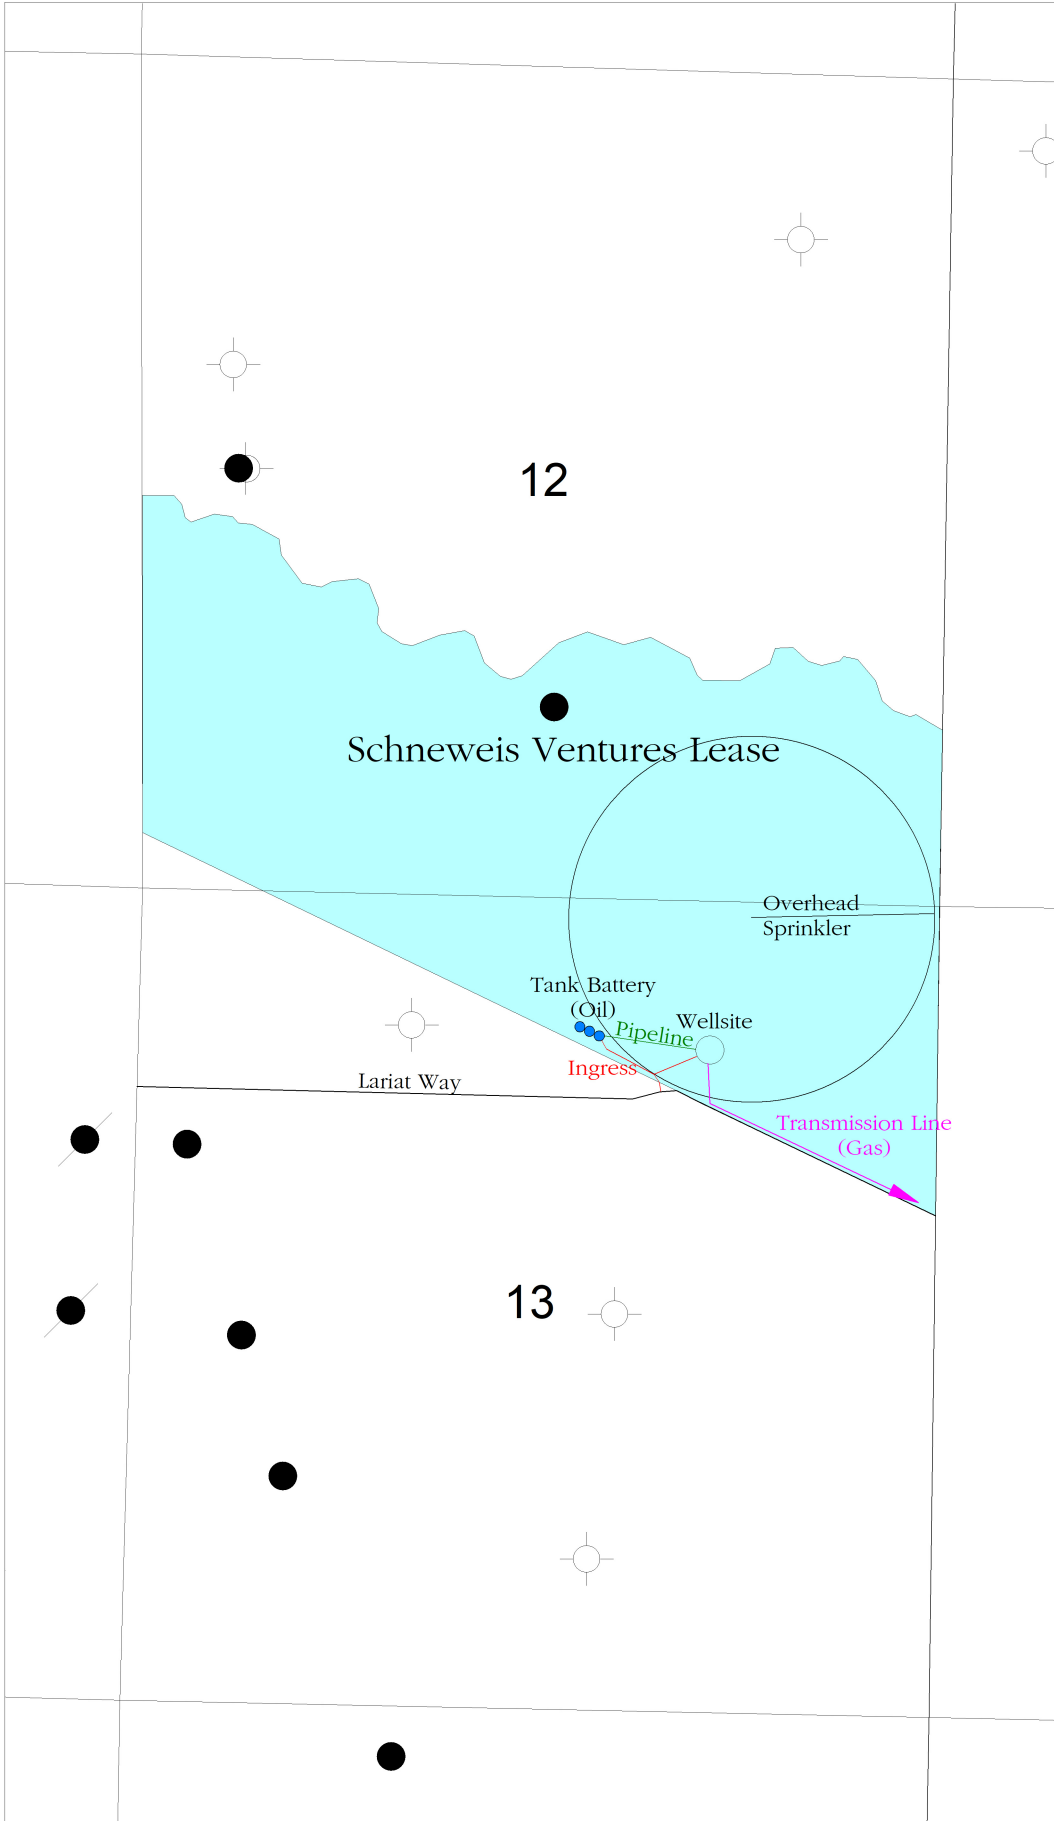 12
Schneweis Ventures Lease
Overhead
Sprinkler
Tank Battery
(Oil)
Pipeline
Wellsite
Ingress
Lariat Way
Transmission Line
(Gas)
13